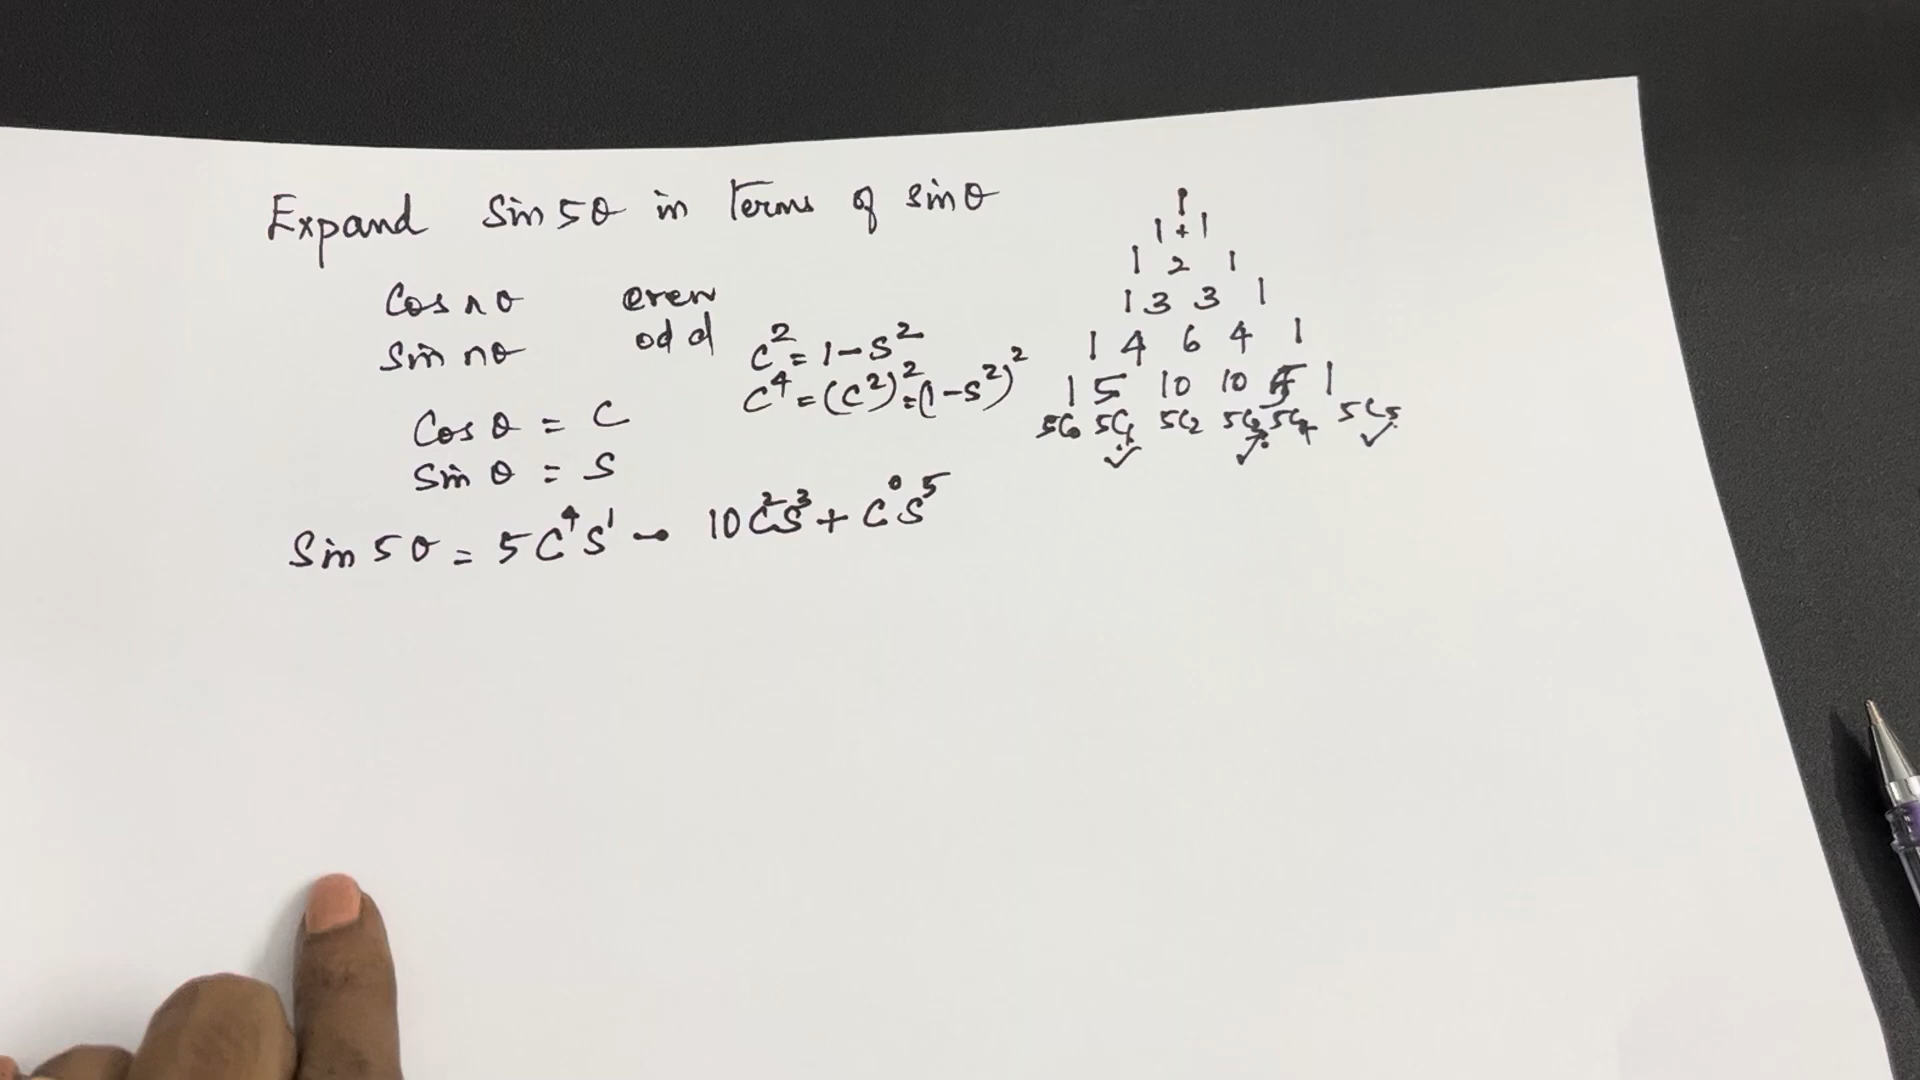 Expand Sin 5θ in Terms of sin θ
Cos nθ even
Sin nθ odd
C² = 1 - S²
C⁴ = (C²)² = (1 - S²)²
Cos θ = C
Sin θ = S
Sin 5θ = 5C⁴S¹ - 10C²S³ + C⁰S⁵
1
1 + 1
1 2 1
1 3 3 1
1 4 6 4 1
1 5 10 10 5 1
5C₀ 5C₁ 5C₂ 5C₃ 5C₄ 5C₅
✓ ✓ ✓